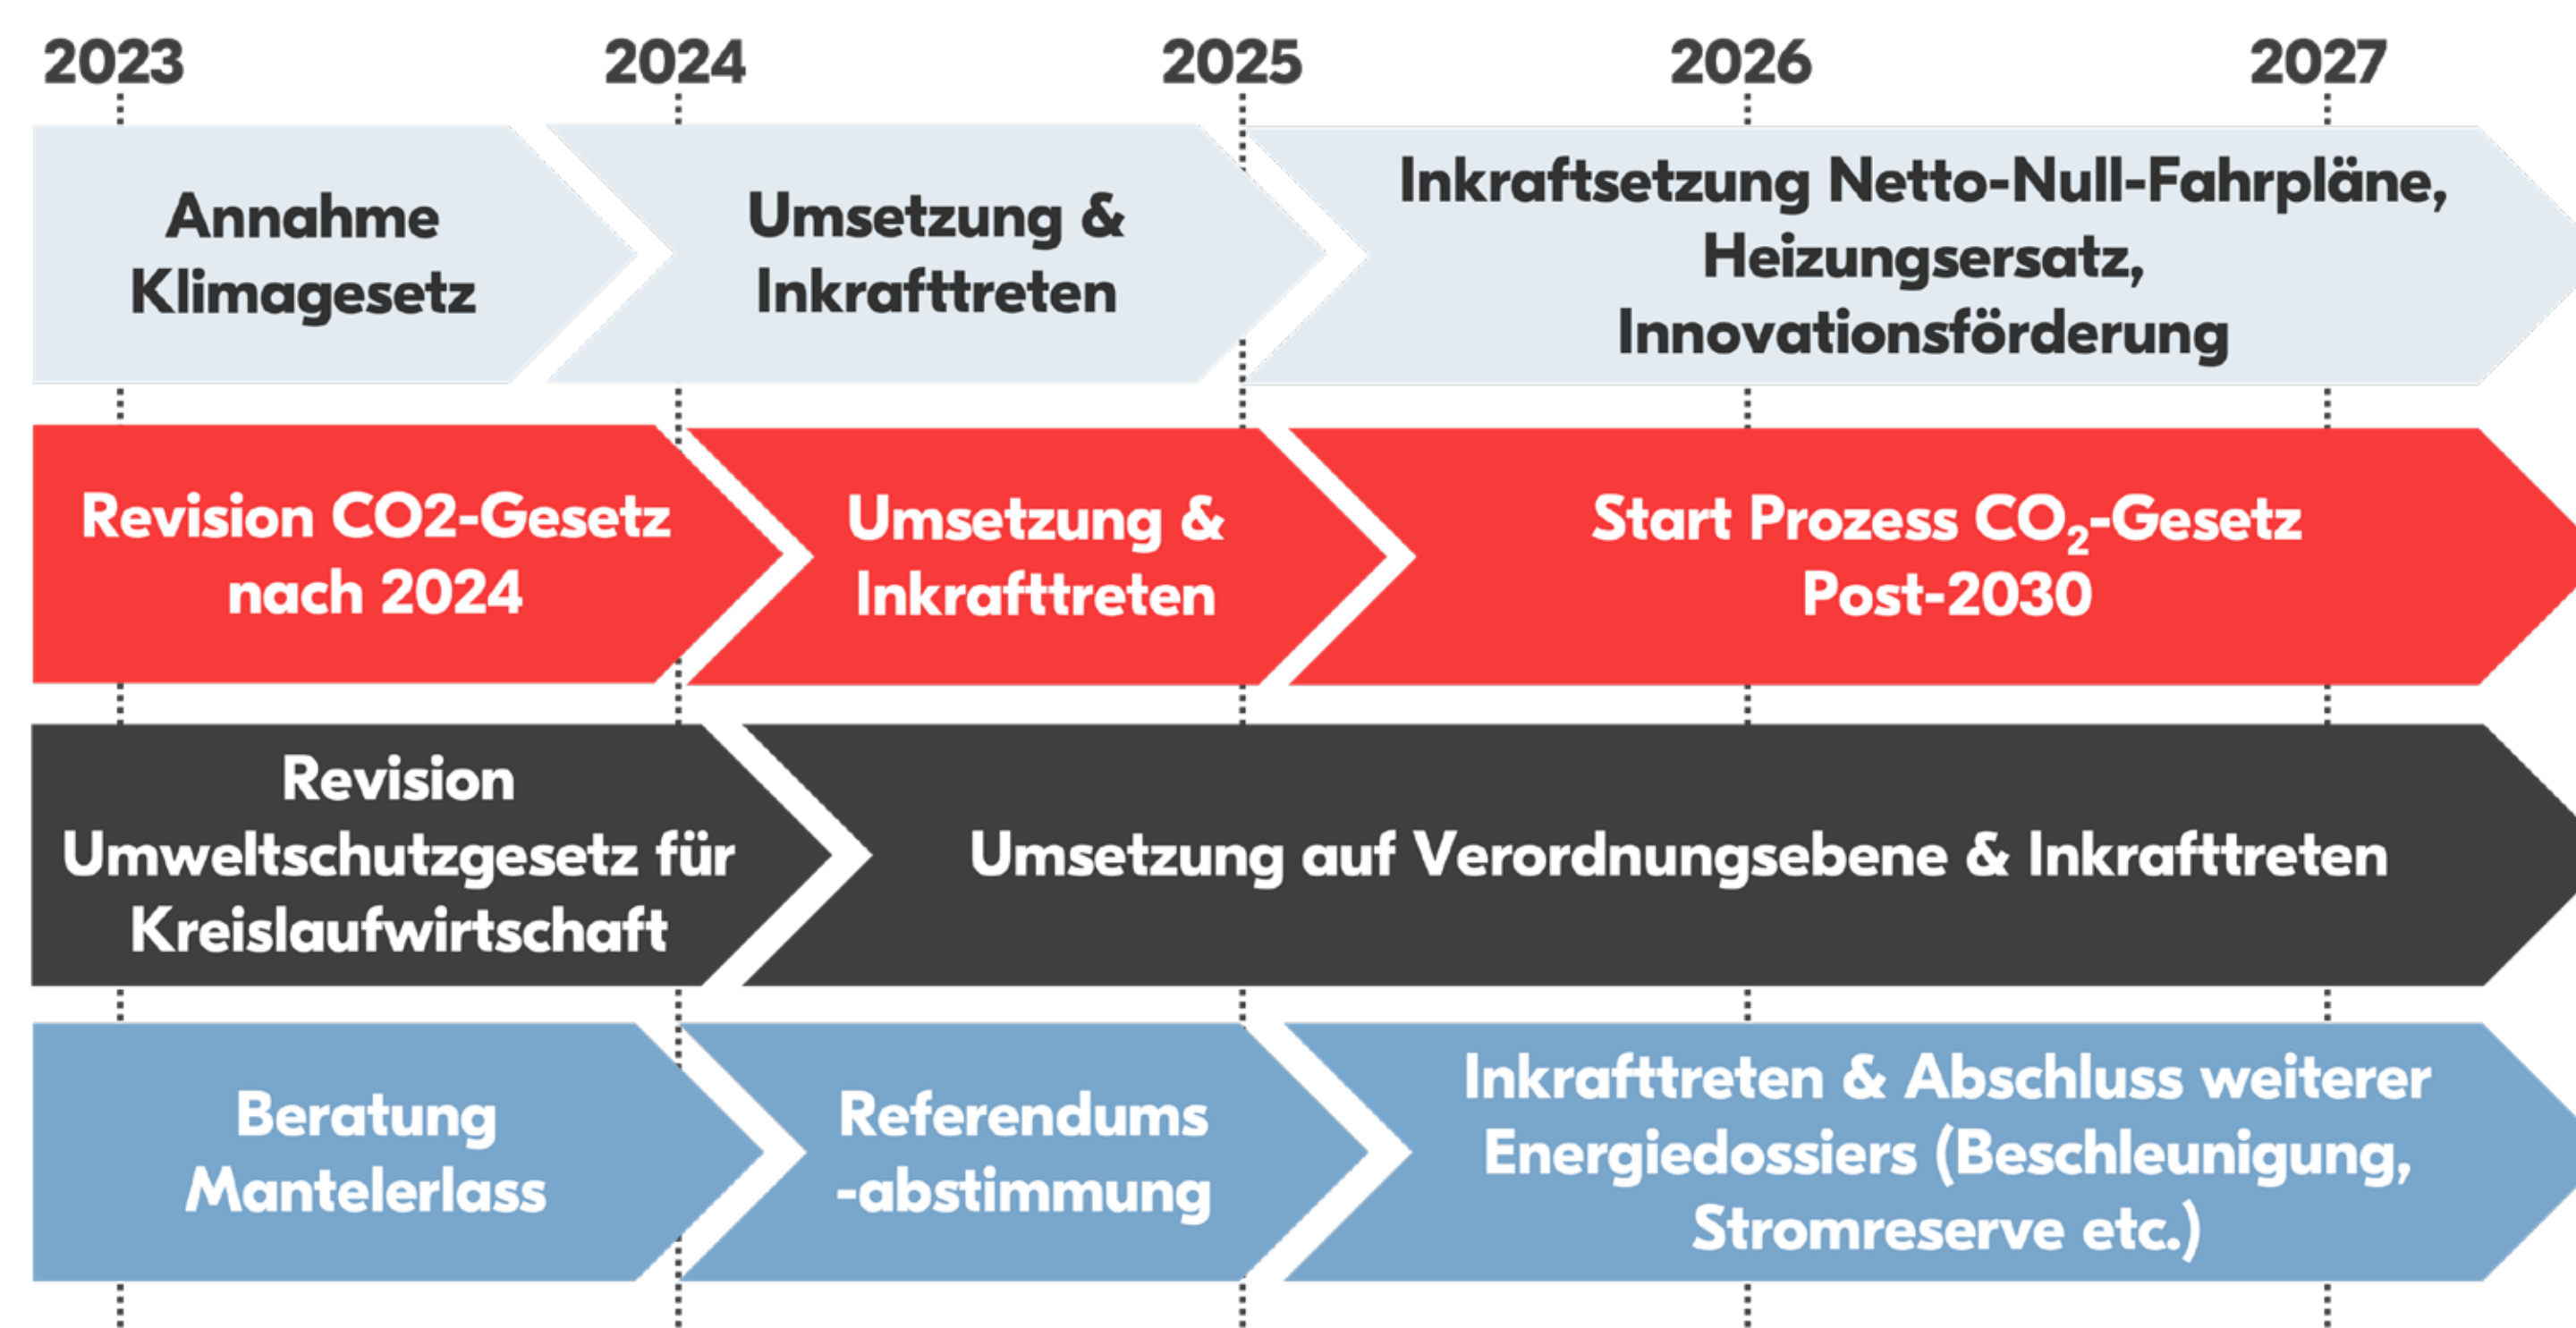 2023
2024
2025
2026
2027
Annahme
Klimagesetz
Umsetzung &
Inkrafttreten
Inkraftsetzung Netto-Null-Fahrpläne,
Heizungsersatz,
Innovationsförderung
Revision CO2-Gesetz
nach 2024
Umsetzung &
Inkrafttreten
Start Prozess CO₂-Gesetz
Post-2030
Revision
Umweltschutzgesetz für
Kreislaufwirtschaft
Umsetzung auf Verordnungsebene & Inkrafttreten
Beratung
Mantelerlass
Referendums
-abstimmung
Inkrafttreten & Abschluss weiterer
Energiedossiers (Beschleunigung,
Stromreserve etc.)